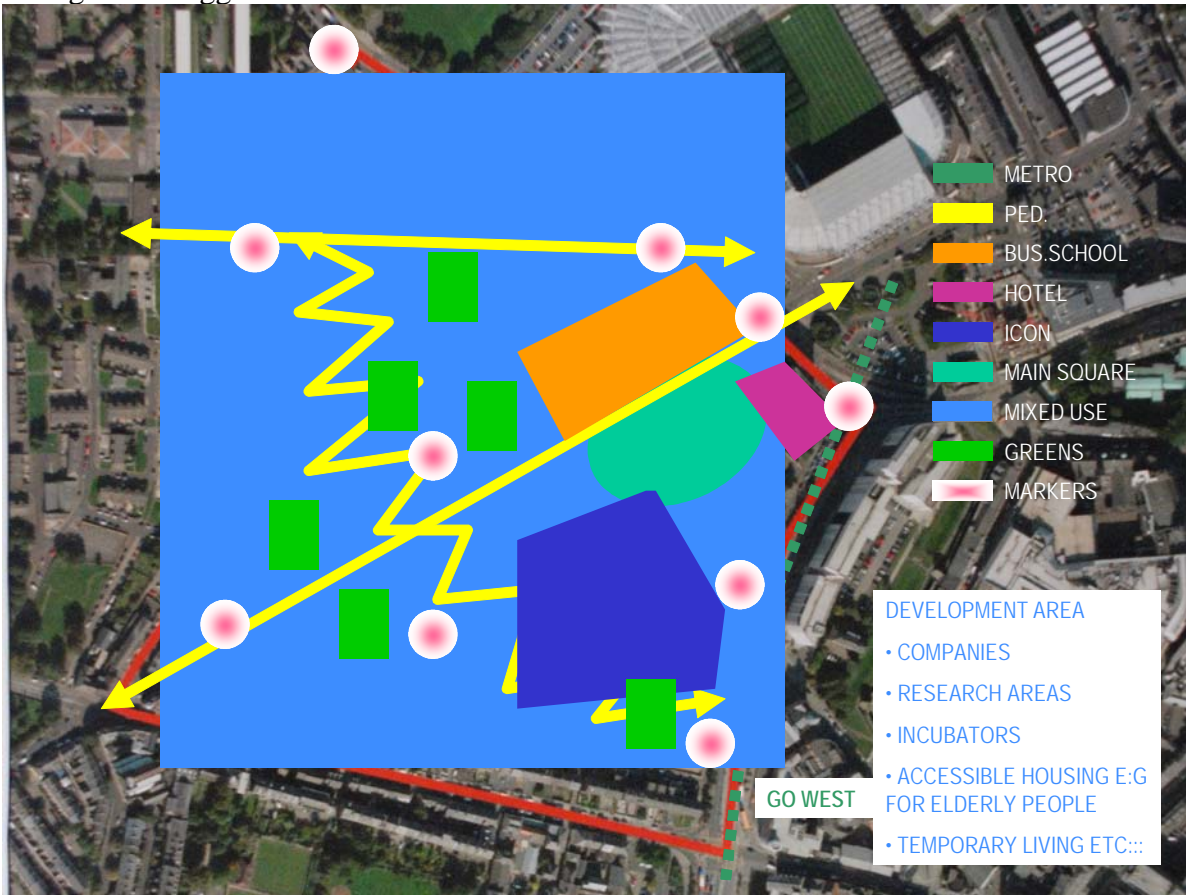 METRO
PED.
BUS.SCHOOL
HOTEL
ICON
MAIN SQUARE
MIXED USE
GREENS
MARKERS
DEVELOPMENT AREA
• COMPANIES
• RESEARCH AREAS
• INCUBATORS
• ACCESSIBLE HOUSING E:G
FOR ELDERLY PEOPLE
• TEMPORARY LIVING ETC:::
GO WEST